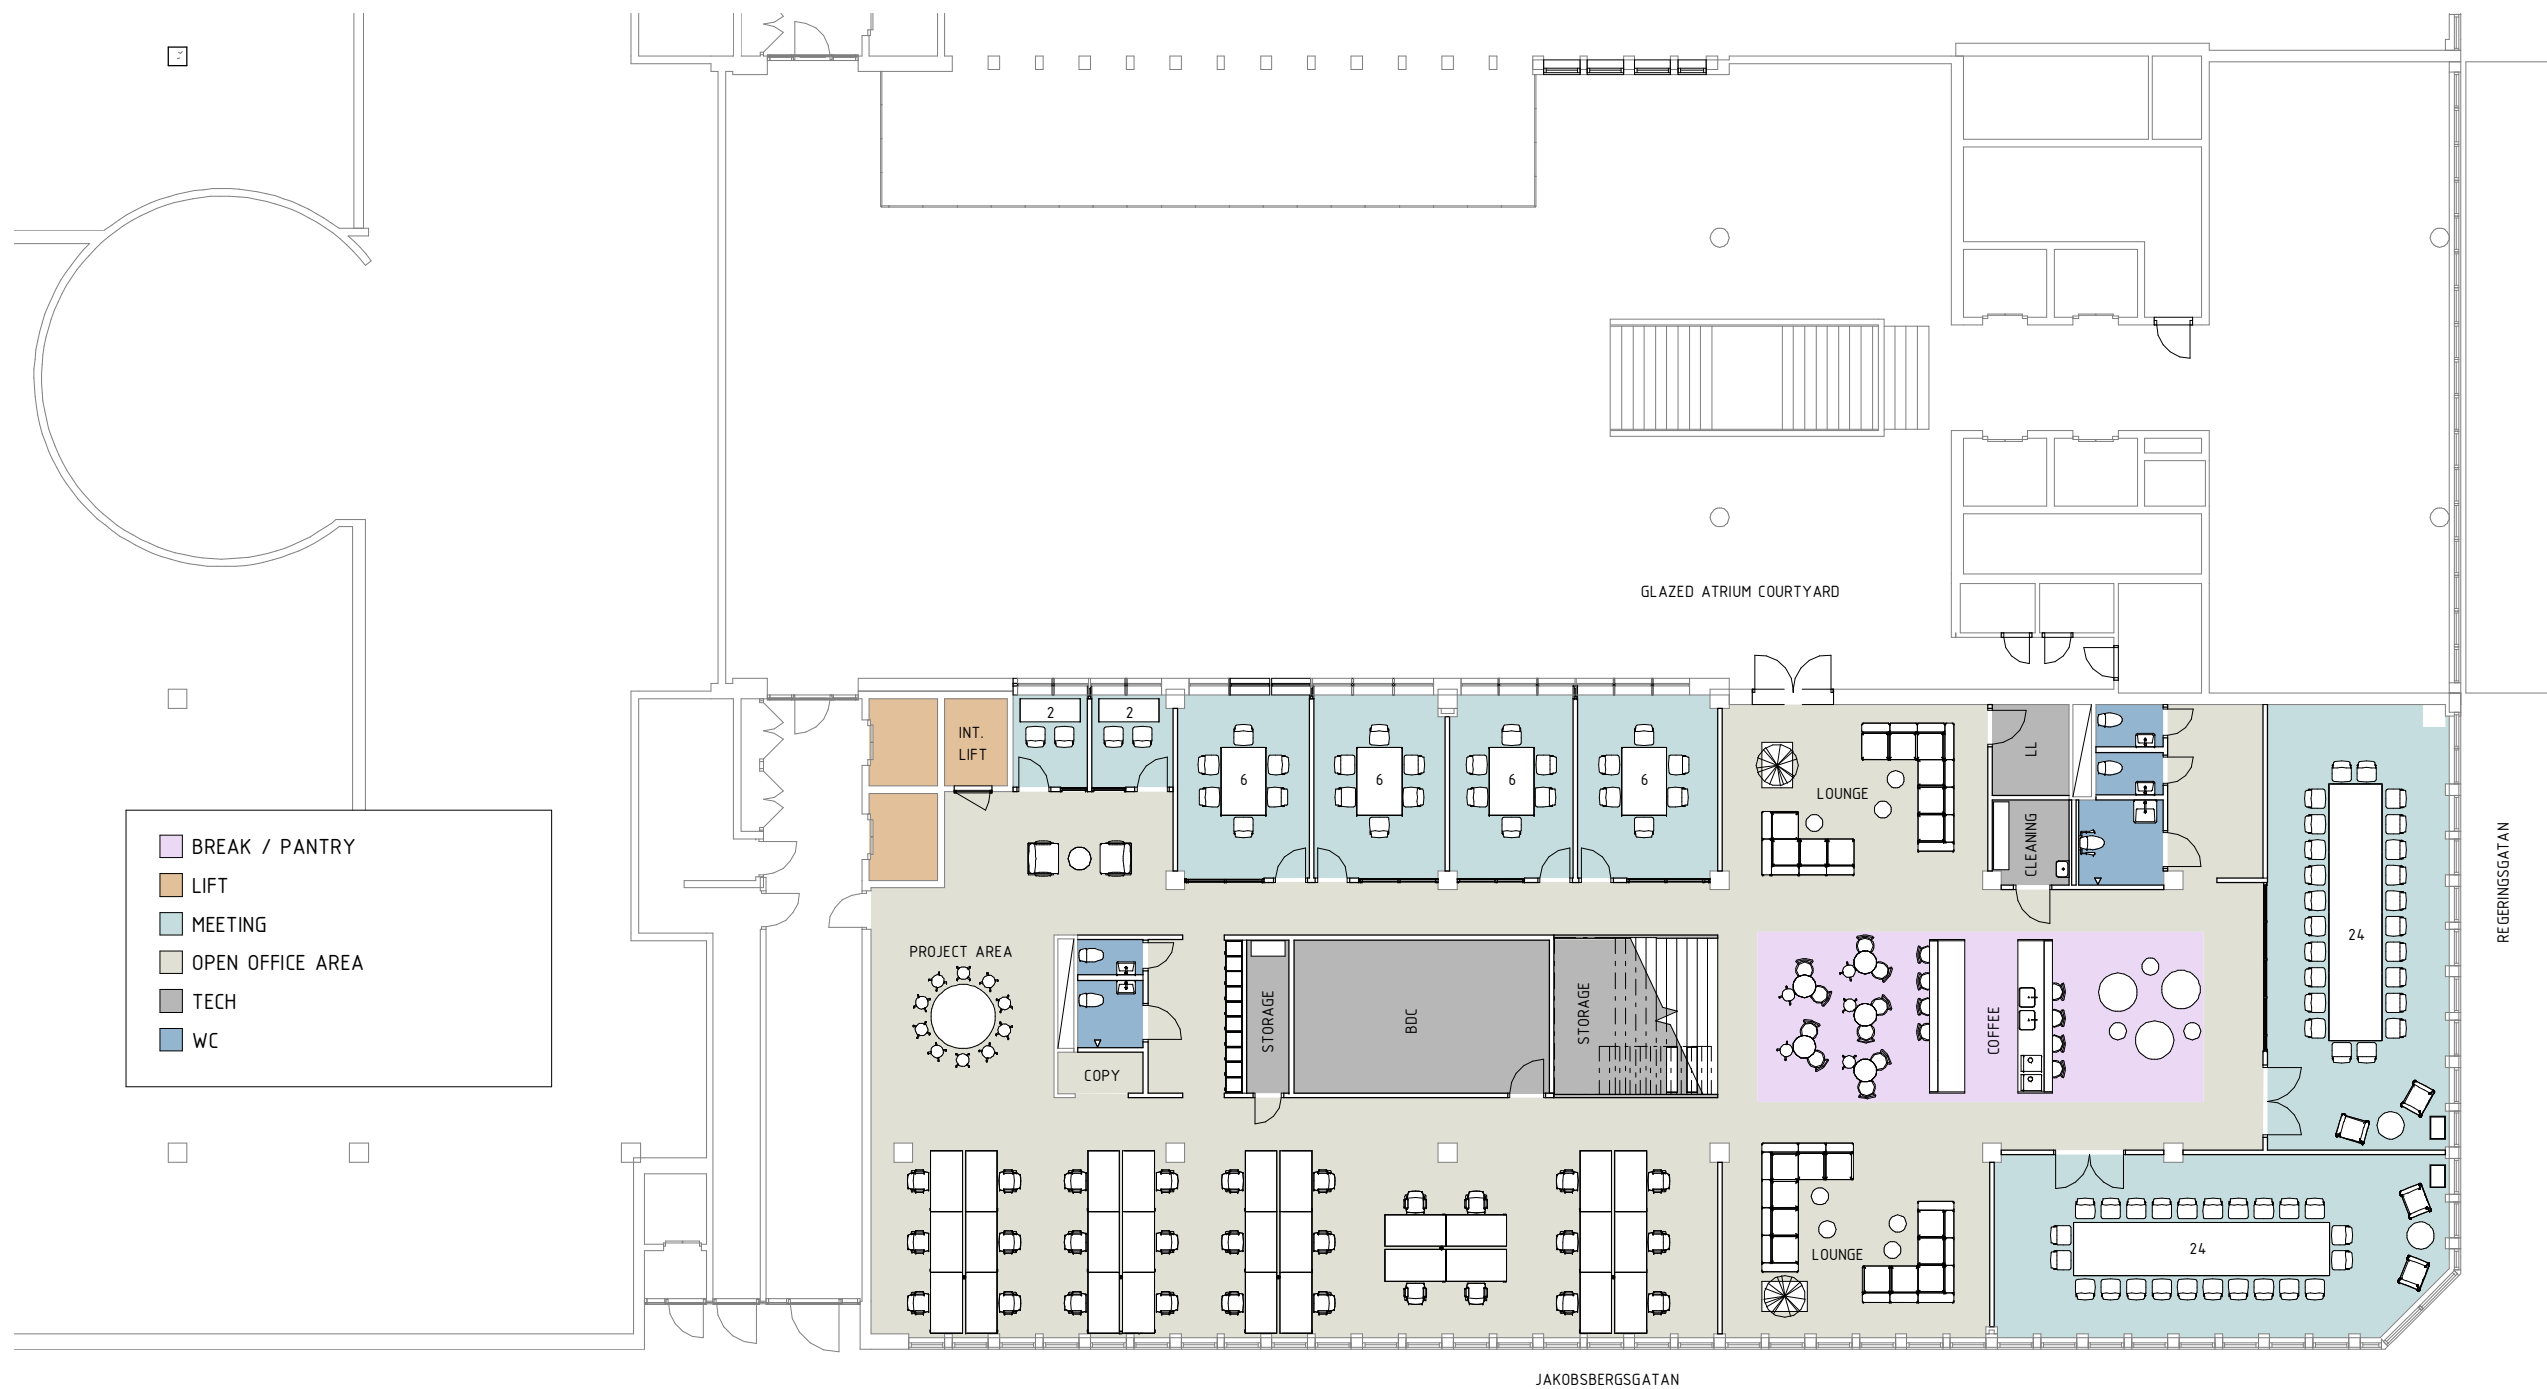 GLAZED ATRIUM COURTYARD
INT.
LIFT
2
2
6
6
6
6
LOUNGE
LL
CLEANING
BREAK / PANTRY
LIFT
MEETING
OPEN OFFICE AREA
TECH
WC
PROJECT AREA
COPY
STORAGE
BDC
STORAGE
COFFEE
24
REGERINGSGATAN
LOUNGE
24
JAKOBSBERGSGATAN